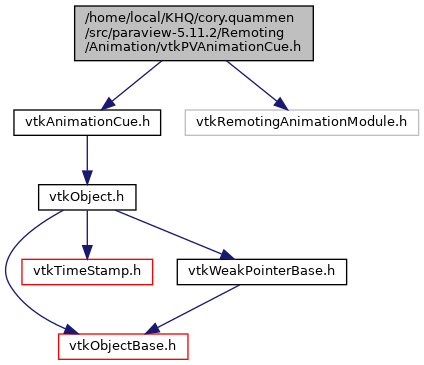 /home/local/KHQ/cory.quammen
/src/paraview-5.11.2/Remoting
/Animation/vtkPVAnimationCue.h
vtkAnimationCue.h
vtkRemotingAnimationModule.h
vtkObject.h
vtkTimeStamp.h
vtkWeakPointerBase.h
vtkObjectBase.h